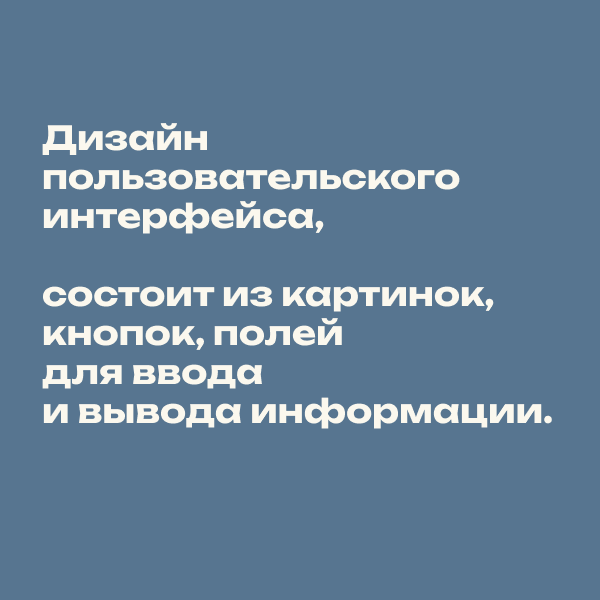 Дизайн
пользовательского
интерфейса,
состоит из картинок,
кнопок, полей
для ввода
и вывода информации.